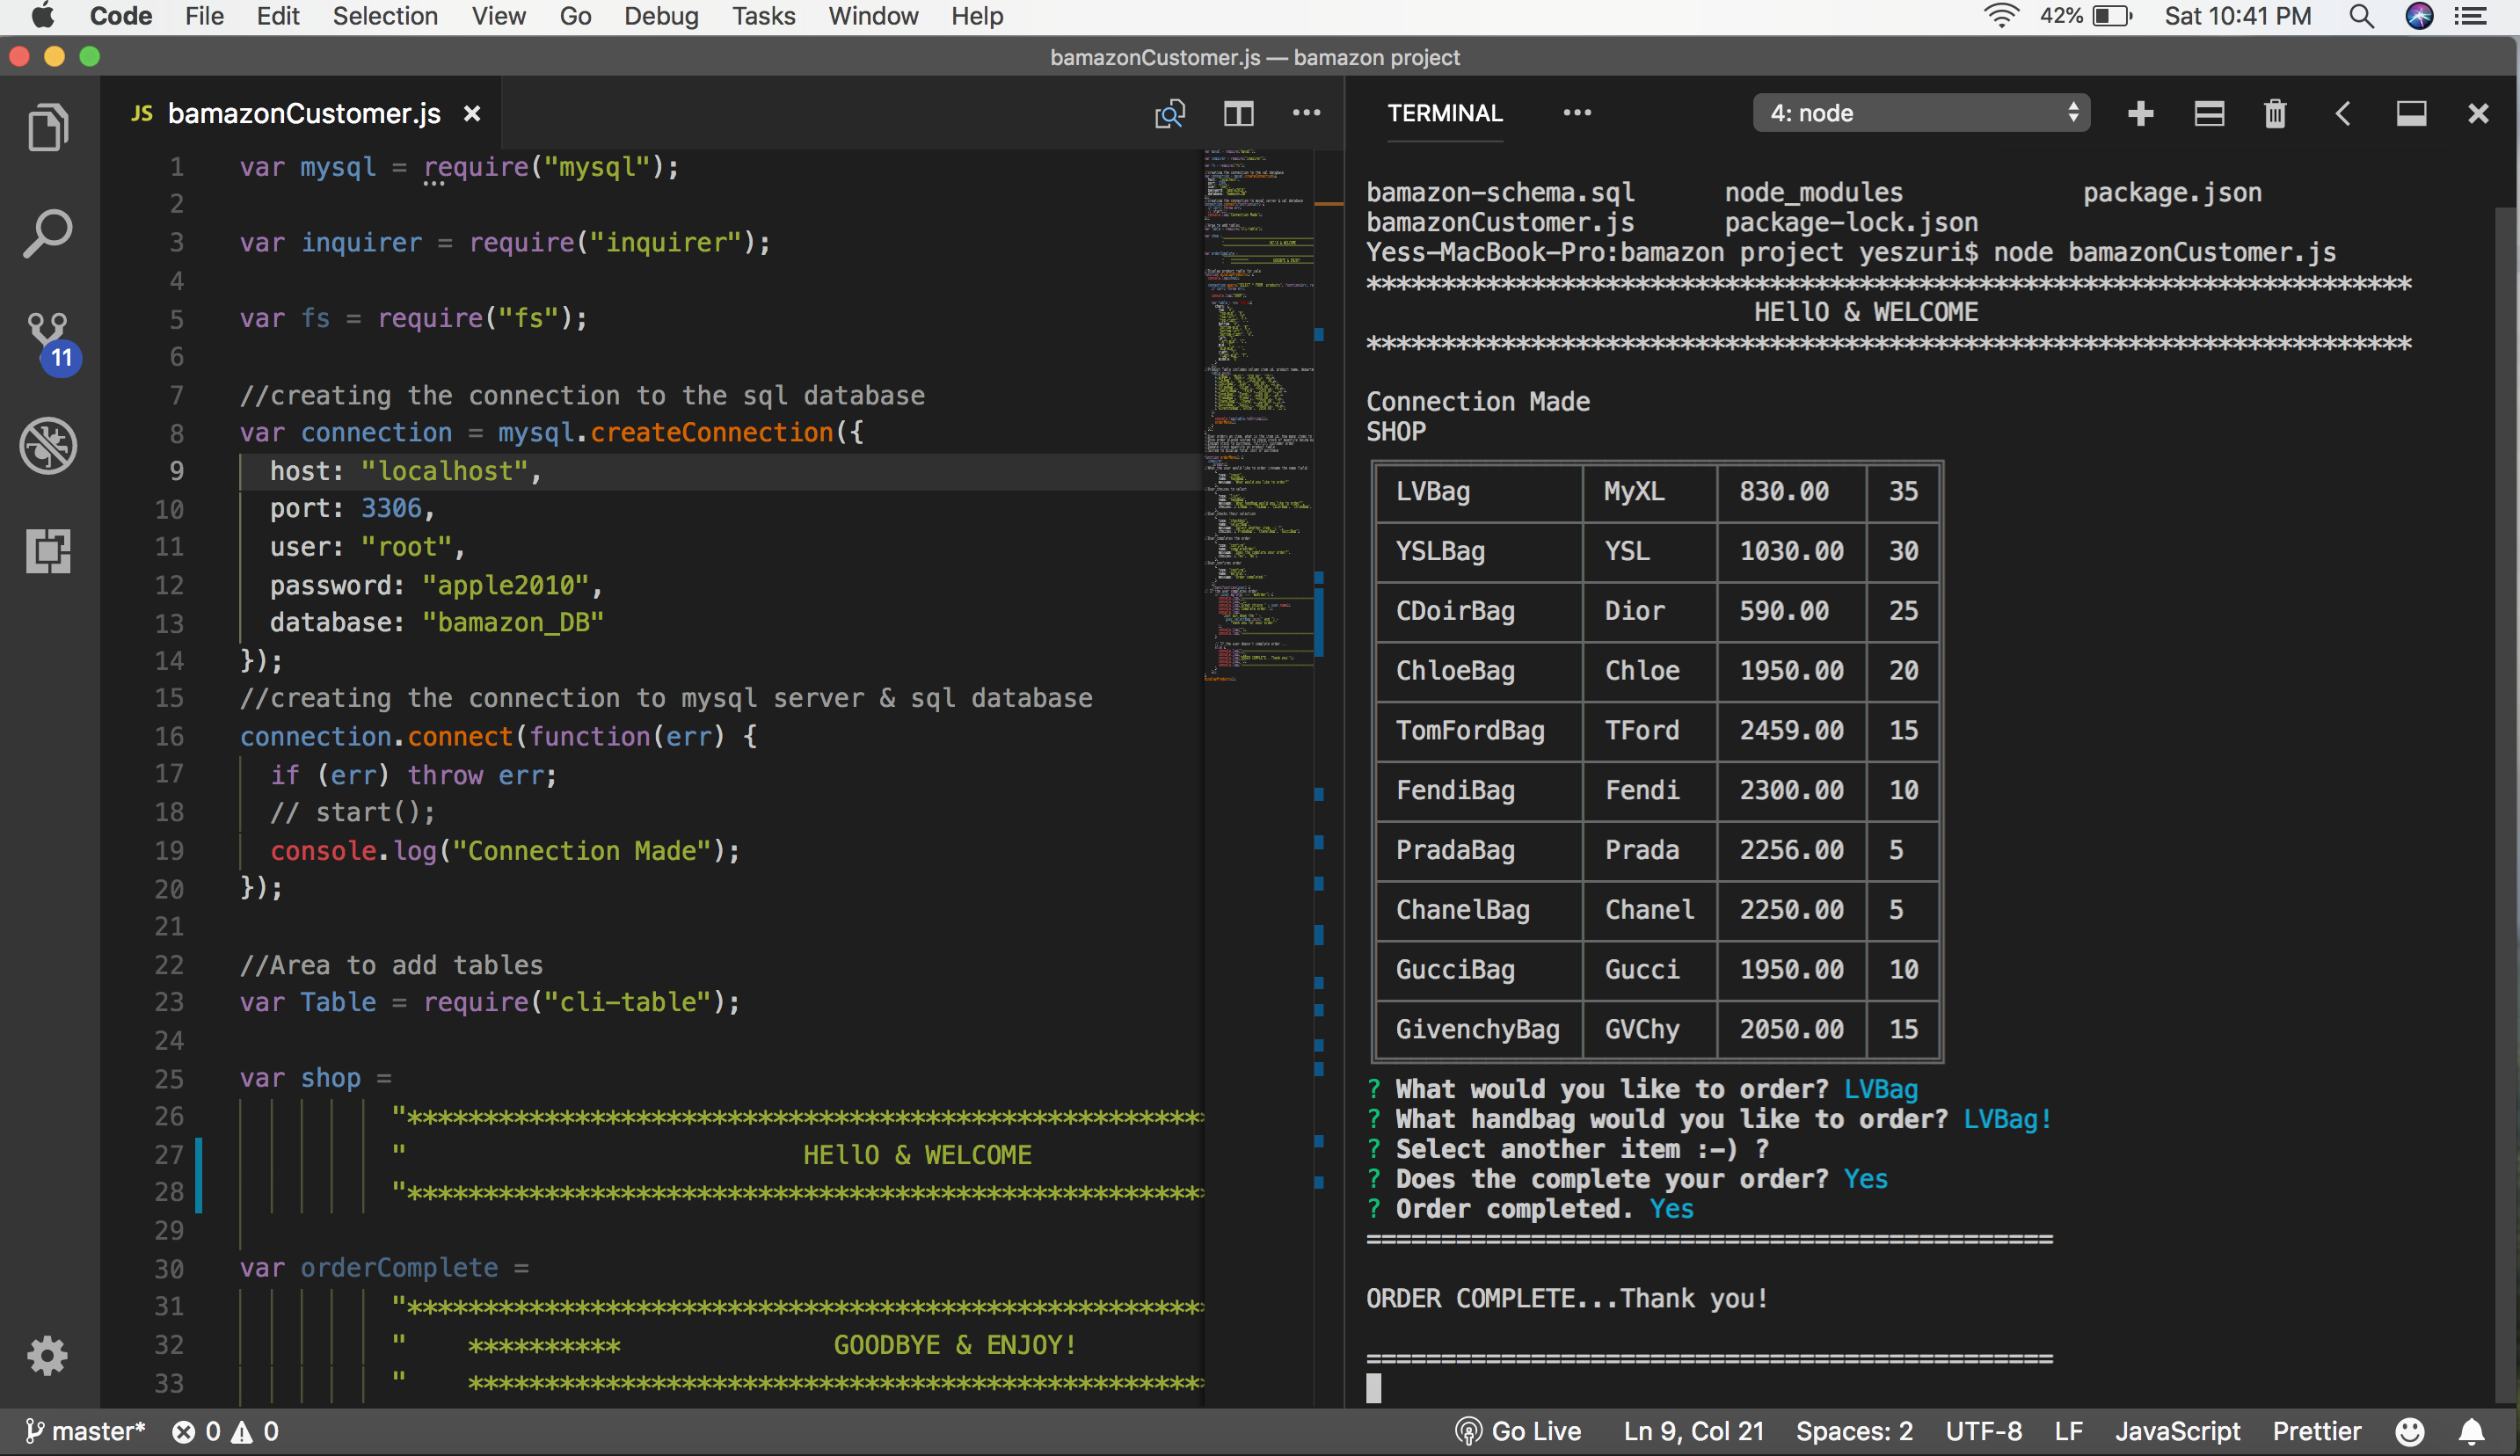 Code File Edit Selection View Go Debug Tasks Window Help 42% Sat 10:41 PM
bamazonCustomer.js — bamazon project
JS bamazonCustomer.js ×
1 var mysql = require("mysql");
2
3 var inquirer = require("inquirer");
4
5 var fs = require("fs");
6
7 //creating the connection to the sql database
8 var connection = mysql.createConnection({
9 host: "localhost",
10 port: 3306,
11 user: "root",
12 password: "apple2010",
13 database: "bamazon_DB"
14 });
15 //creating the connection to mysql server & sql database
16 connection.connect(function(err) {
17 if (err) throw err;
18 // start();
19 console.log("Connection Made");
20 });
21
22 //Area to add tables
23 var Table = require("cli-table");
24
25 var shop =
26 "*****************************************************
27 " HEllO & WELCOME
28 "*****************************************************
29
30 var orderComplete =
31 "*****************************************************
32 " ********** GOODBYE & ENJOY!
33 " *************************************************
11
TERMINAL ••• 4: node
bamazon-schema.sql node_modules package.json
bamazonCustomer.js package-lock.json
Yess-MacBook-Pro:bamazon project yeszuri$ node bamazonCustomer.js
**********************************************************************
HEllO & WELCOME
**********************************************************************
Connection Made
SHOP
LVBag MyXL 830.00 35
YSLBag YSL 1030.00 30
CDoirBag Dior 590.00 25
ChloeBag Chloe 1950.00 20
TomFordBag TFord 2459.00 15
FendiBag Fendi 2300.00 10
PradaBag Prada 2256.00 5
ChanelBag Chanel 2250.00 5
GucciBag Gucci 1950.00 10
GivenchyBag GVChy 2050.00 15
? What would you like to order? LVBag
? What handbag would you like to order? LVBag!
? Select another item :-) ?
? Does the complete your order? Yes
? Order completed. Yes
==============================================
ORDER COMPLETE...Thank you!
==============================================
master* 0 0 Go Live Ln 9, Col 21 Spaces: 2 UTF-8 LF JavaScript Prettier